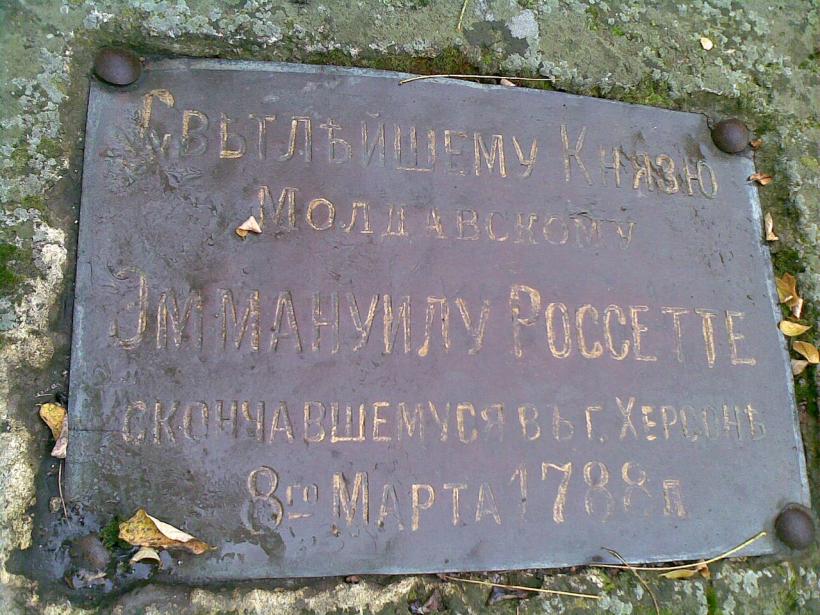 Свѣтлѣйшему Князю
Молдавскому
Эммануилу Россетте
скончавшемуся въ г. Херсонѣ
8го Марта 1788 г.